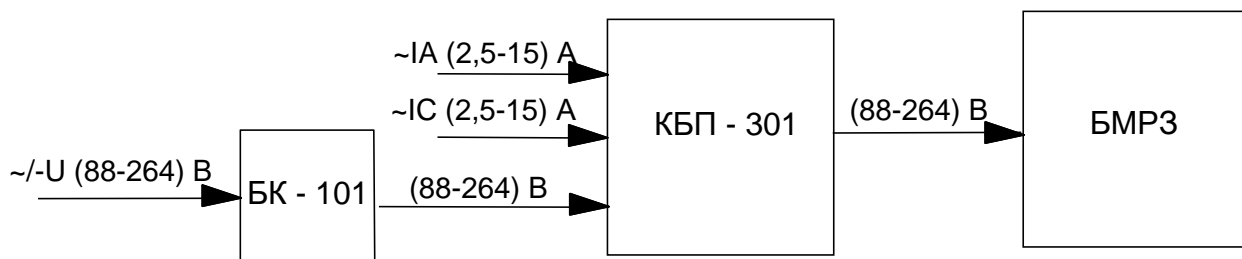 ~IA (2,5-15) А
~IC (2,5-15) А
КБП - 301
(88-264) В
БМРЗ
~/-U (88-264) В
БК - 101
(88-264) В